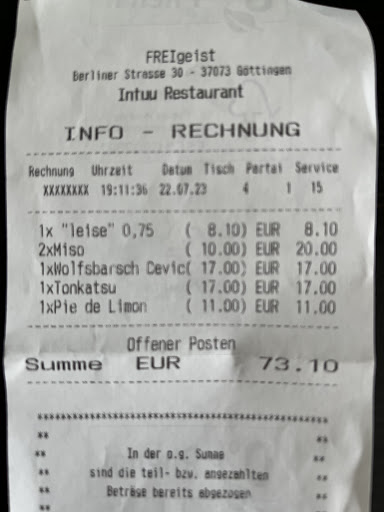 FREIgeist
Berliner Strasse 30 - 37073 Göttingen
Intuu Restaurant
INFO - RECHNUNG
Rechnung Uhrzeit Datum Tisch Partei Service
XXXXXXXX 19:11:36 22.07.23 4 1 15
1x "leise" 0,75 ( 8.10) EUR 8.10
2xMiso ( 10.00) EUR 20.00
1xWolfsbarsch Cevic( 17.00) EUR 17.00
1xTonkatsu ( 17.00) EUR 17.00
1xPie de Limon ( 11.00) EUR 11.00
Offener Posten
Summe EUR 73.10
****************************************************
** **
** In der o.g. Summe **
** sind die teil- bzw. angezahlten **
** Beträge bereits abgezogen **
** **